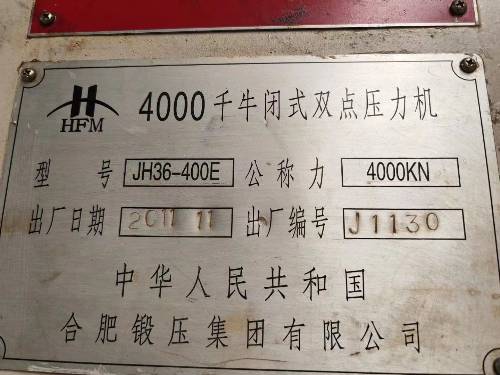 HFM
4000千牛闭式双点压力机
型 号 JH36-400E 公 称 力 4000KN
出厂日期 2011 11 出厂编号 J1130
中华人民共和国
合肥锻压集团有限公司